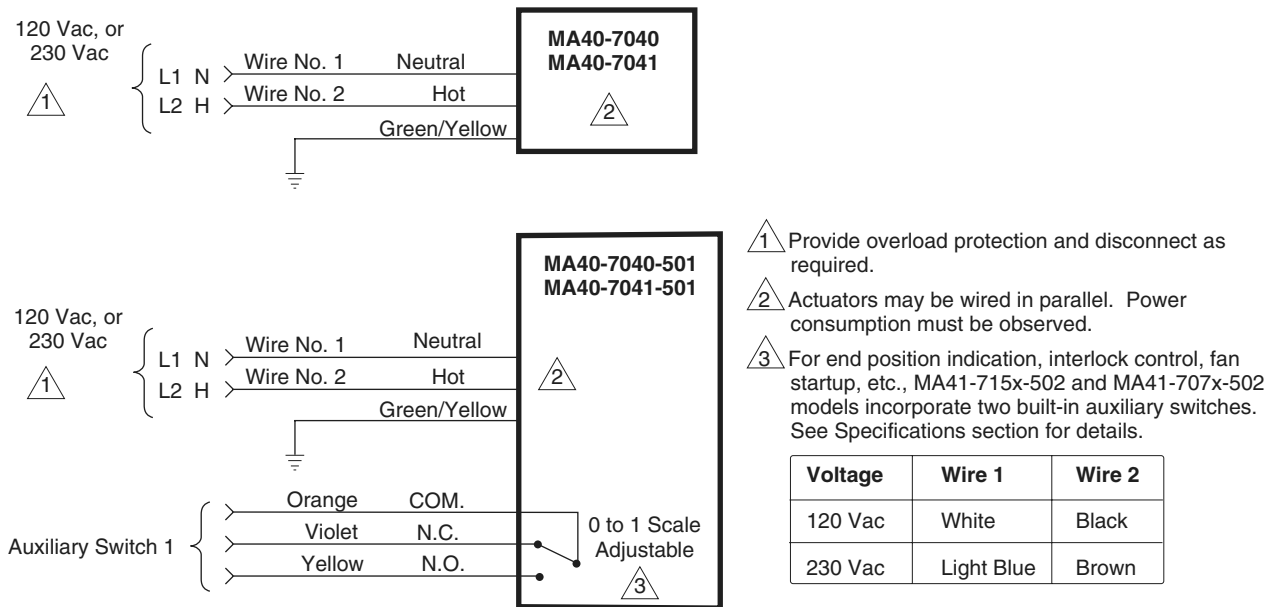 120 Vac, or
230 Vac
1
L1 N Wire No. 1 Neutral
L2 H Wire No. 2 Hot
Green/Yellow
MA40-7040
MA40-7041
2
120 Vac, or
230 Vac
1
L1 N Wire No. 1 Neutral
L2 H Wire No. 2 Hot
Green/Yellow
MA40-7040-501
MA40-7041-501
2
Auxiliary Switch 1
Orange COM.
Violet N.C.
Yellow N.O.
0 to 1 Scale
Adjustable
3
1 Provide overload protection and disconnect as
required.
2 Actuators may be wired in parallel. Power
consumption must be observed.
3 For end position indication, interlock control, fan
startup, etc., MA41-715x-502 and MA41-707x-502
models incorporate two built-in auxiliary switches.
See Specifications section for details.
Voltage Wire 1 Wire 2
120 Vac White Black
230 Vac Light Blue Brown